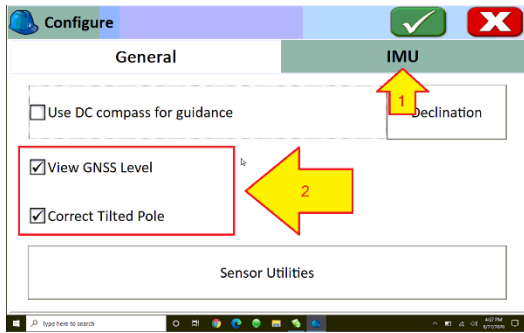 Configure
General IMU
1
Use DC compass for guidance Declination
View GNSS Level
2
Correct Tilted Pole
Sensor Utilities
Type here to search
4:07 PM